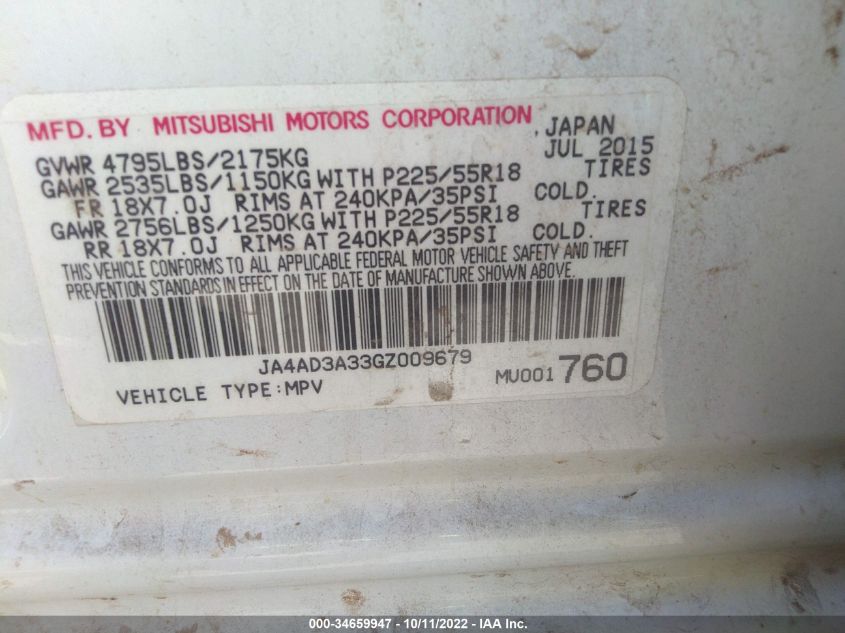 MFD. BY MITSUBISHI MOTORS CORPORATION , JAPAN
GVWR 4795LBS/2175KG JUL 2015
GAWR 2535LBS/1150KG WITH P225/55R18 TIRES
FR 18X7.0J RIMS AT 240KPA/35PSI COLD.
GAWR 2756LBS/1250KG WITH P225/55R18 TIRES
RR 18X7.0J RIMS AT 240KPA/35PSI COLD.
THIS VEHICLE CONFORMS TO ALL APPLICABLE FEDERAL MOTOR VEHICLE SAFETY AND THEFT
PREVENTION STANDARDS IN EFFECT ON THE DATE OF MANUFACTURE SHOWN ABOVE.
JA4AD3A33GZ009679
VEHICLE TYPE:MPV MU001 760
000-34659947 - 10/11/2022 - IAA Inc.